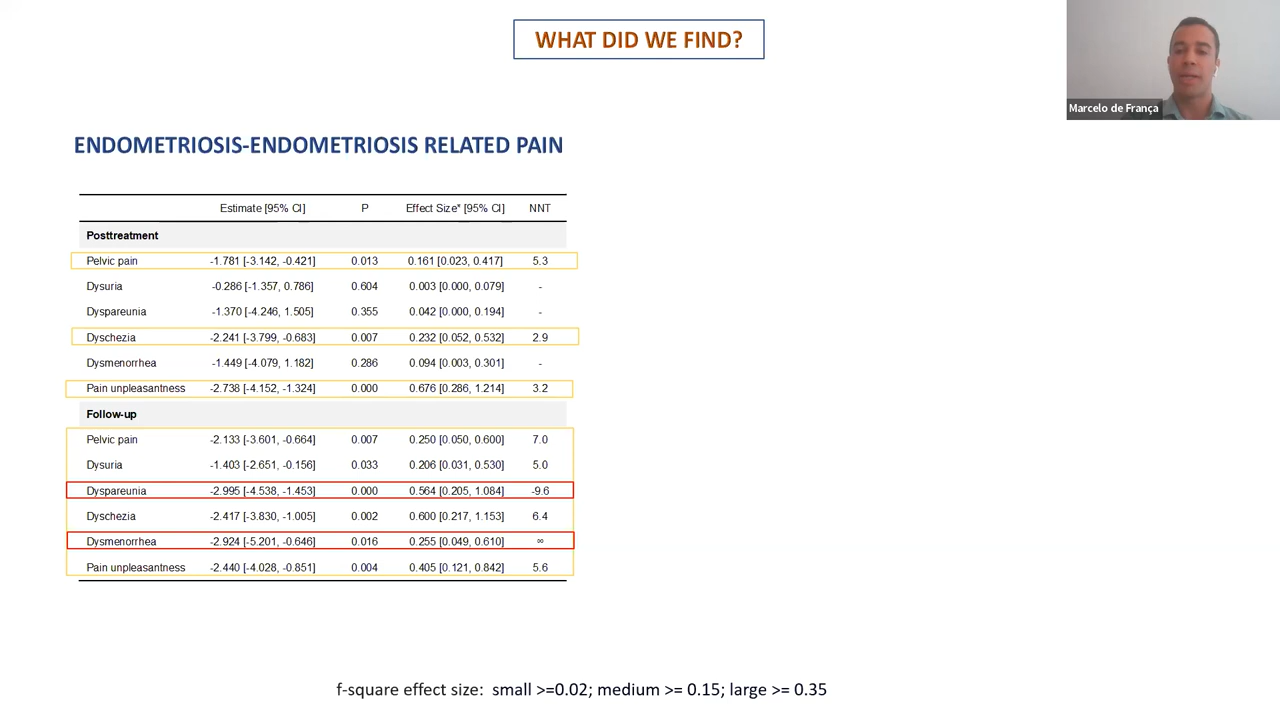 WHAT DID WE FIND?
Marcelo de França
ENDOMETRIOSIS-ENDOMETRIOSIS RELATED PAIN
Estimate [95% CI] P Effect Size* [95% CI] NNT
Posttreatment
Pelvic pain -1.781 [-3.142, -0.421] 0.013 0.161 [0.023, 0.417] 5.3
Dysuria -0.286 [-1.357, 0.786] 0.604 0.003 [0.000, 0.079] -
Dyspareunia -1.370 [-4.246, 1.505] 0.355 0.042 [0.000, 0.194] -
Dyschezia -2.241 [-3.799, -0.683] 0.007 0.232 [0.052, 0.532] 2.9
Dysmenorrhea -1.449 [-4.079, 1.182] 0.286 0.094 [0.003, 0.301] -
Pain unpleasantness -2.738 [-4.152, -1.324] 0.000 0.676 [0.286, 1.214] 3.2
Follow-up
Pelvic pain -2.133 [-3.601, -0.664] 0.007 0.250 [0.050, 0.600] 7.0
Dysuria -1.403 [-2.651, -0.156] 0.033 0.206 [0.031, 0.530] 5.0
Dyspareunia -2.995 [-4.538, -1.453] 0.000 0.564 [0.205, 1.084] -9.6
Dyschezia -2.417 [-3.830, -1.005] 0.002 0.600 [0.217, 1.153] 6.4
Dysmenorrhea -2.924 [-5.201, -0.646] 0.016 0.255 [0.049, 0.610] ∞
Pain unpleasantness -2.440 [-4.028, -0.851] 0.004 0.405 [0.121, 0.842] 5.6
f-square effect size: small >=0.02; medium >= 0.15; large >= 0.35